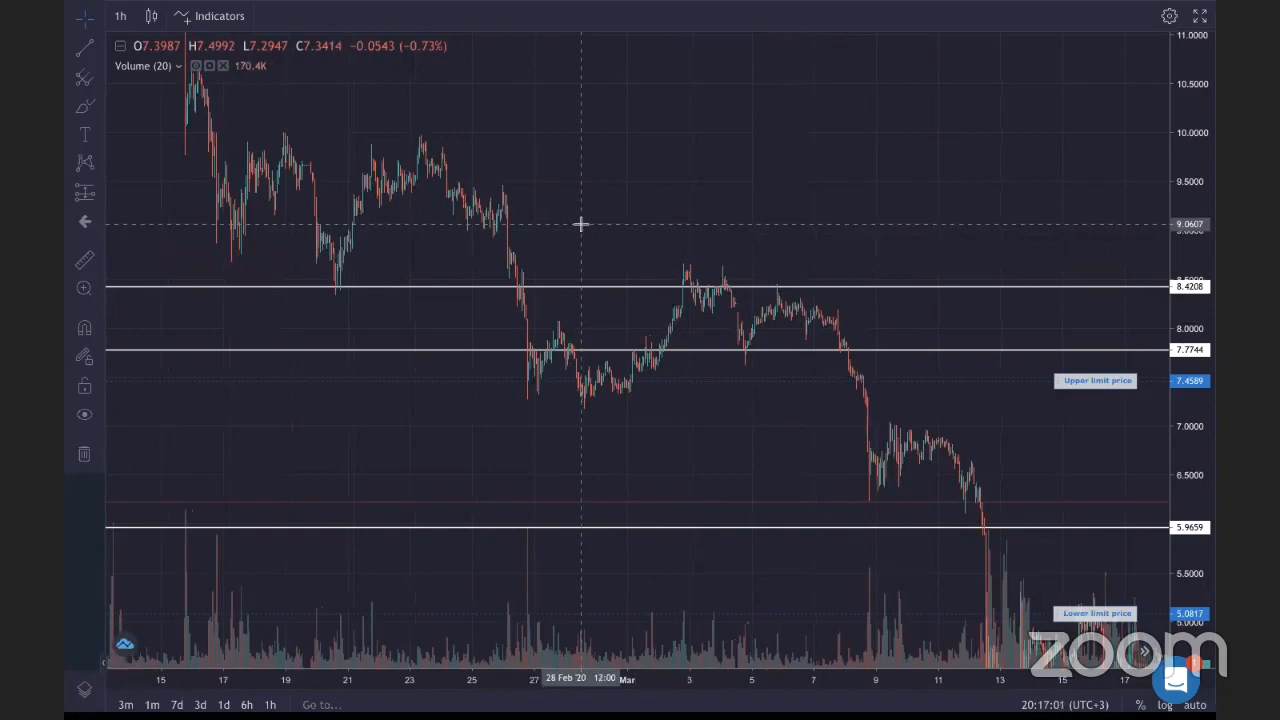 1h Indicators
O7.3987 H7.4992 L7.2947 C7.3414 −0.0543 (−0.73%)
Volume (20) 170.4K
11.0000
10.5000
10.0000
9.5000
9.0607
8.4208
8.0000
7.7744
Upper limit price 7.4589
7.0000
6.5000
5.9659
5.5000
Lower limit price 5.0817
5.0000
zoom
1
15 17 19 21 23 25 27 28 Feb '20 12:00 Mar 3 5 7 9 11 13 15 17
3m 1m 7d 3d 1d 6h 1h Go to... 20:17:01 (UTC+3) % log auto